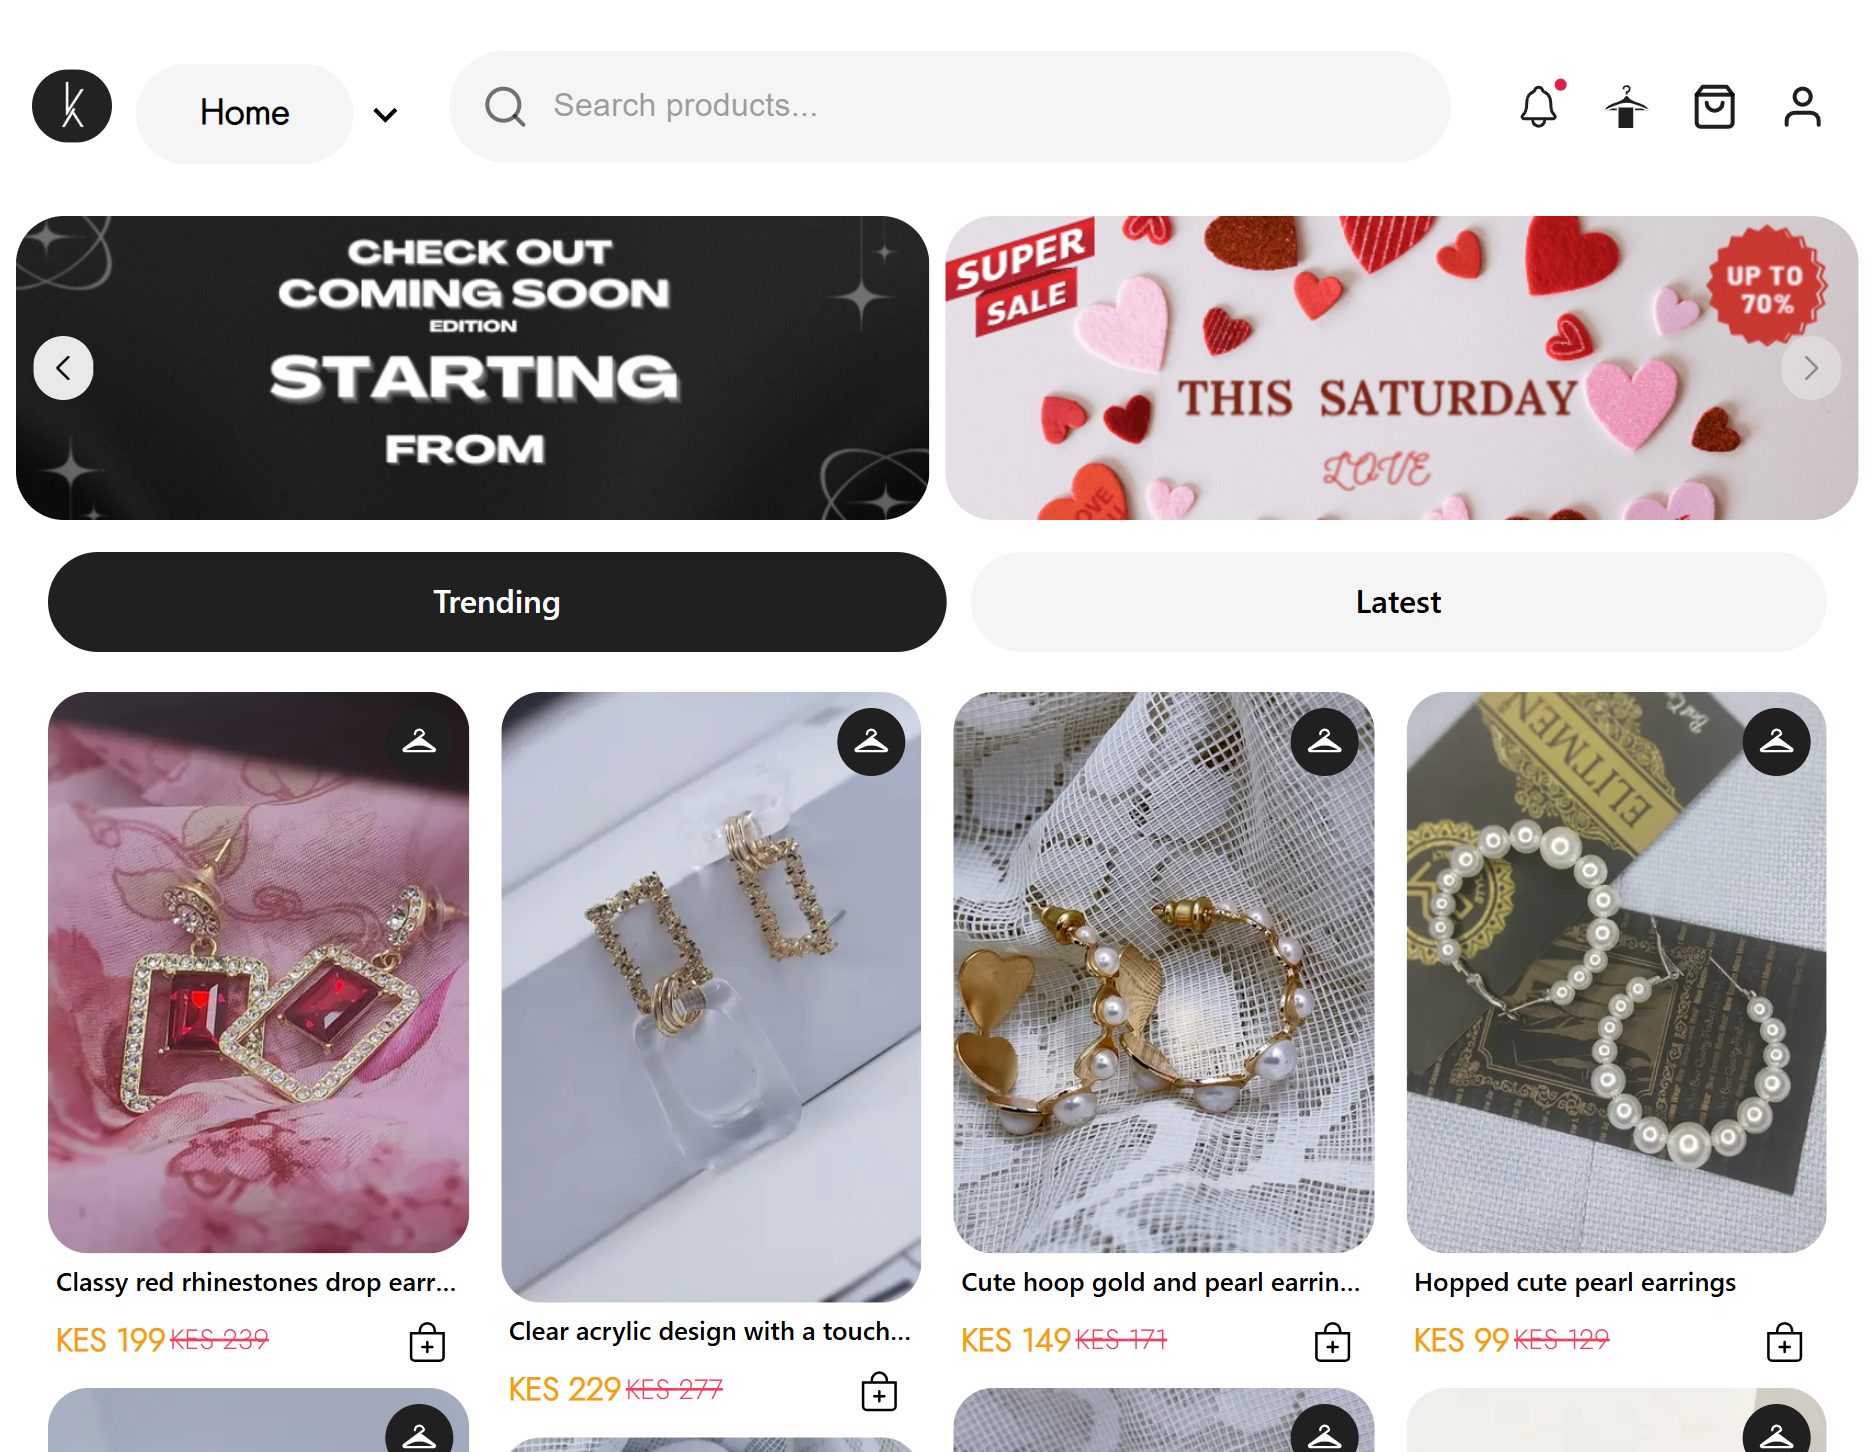 Home
Search products...
CHECK OUT
COMING SOON
EDITION
STARTING
FROM
SUPER
SALE
UP TO
70%
THIS SATURDAY
LOVE
Trending
Latest
ELITMEN
Classy red rhinestones drop earr...
KES 199 KES 239
Clear acrylic design with a touch...
KES 229 KES 277
Cute hoop gold and pearl earrin...
KES 149 KES 171
Hopped cute pearl earrings
KES 99 KES 129